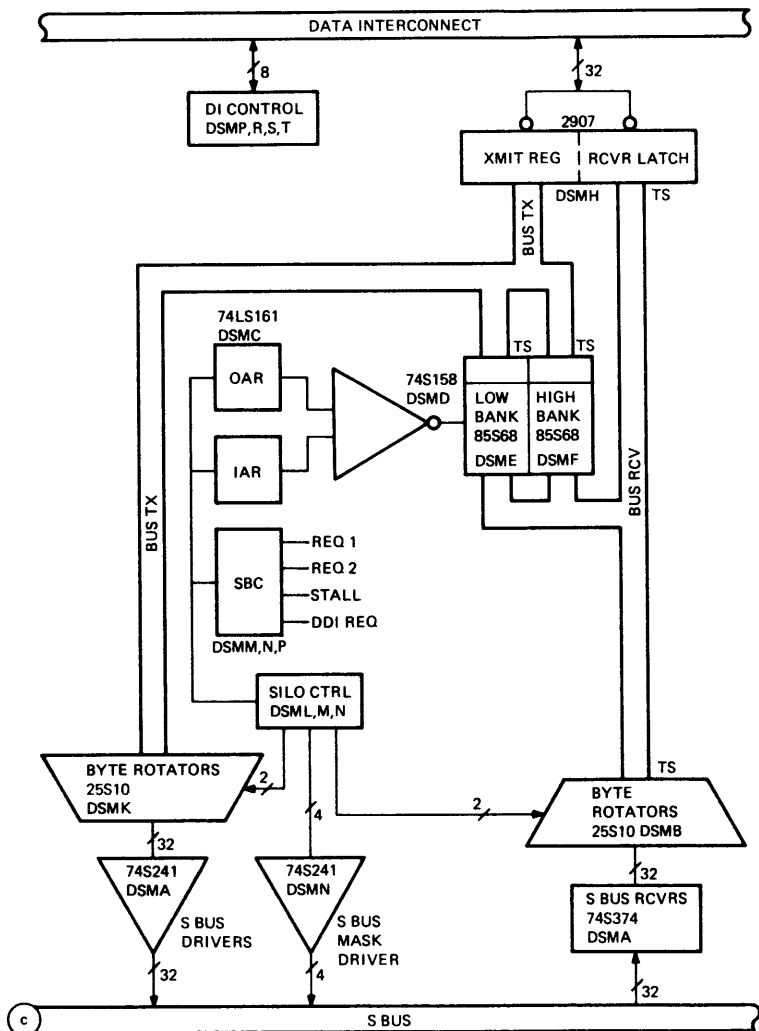 DATA INTERCONNECT
8
32
DI CONTROL
DSMP,R,S,T
2907
XMIT REG
RCVR LATCH
DSMH
TS
BUS TX
74LS161
DSMC
OAR
IAR
74S158
DSMD
TS
TS
LOW
BANK
85S68
DSME
HIGH
BANK
85S68
DSMF
BUS RCV
BUS TX
SBC
REQ 1
REQ 2
STALL
DDI REQ
DSMM,N,P
SILO CTRL
DSML,M,N
BYTE ROTATORS
25S10
DSMK
2
4
2
TS
BYTE
ROTATORS
25S10 DSMB
32
74S241
DSMA
S BUS
DRIVERS
32
74S241
DSMN
S BUS
MASK
DRIVER
4
32
S BUS RCVRS
74S374
DSMA
32
c
S BUS